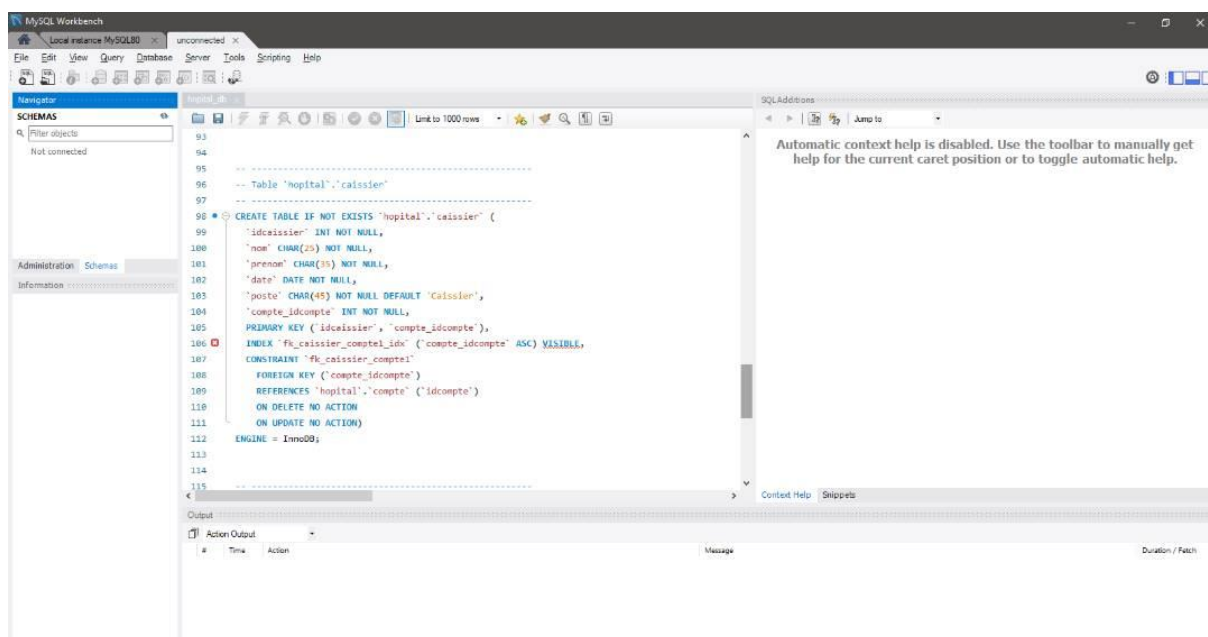 MySQL Workbench
Local instance MySQL80 × unconnected ×
File Edit View Query Database Server Tools Scripting Help
Navigator
SCHEMAS
Filter objects
Not connected
Administration Schemas
Information
hopital_db
Limit to 1000 rows
93
94
95 -- -----------------------------------------------------
96 -- Table `hopital`.`caissier`
97 -- -----------------------------------------------------
98 CREATE TABLE IF NOT EXISTS `hopital`.`caissier` (
99 `idcaissier` INT NOT NULL,
100 `nom` CHAR(25) NOT NULL,
101 `prenom` CHAR(35) NOT NULL,
102 `date` DATE NOT NULL,
103 `poste` CHAR(45) NOT NULL DEFAULT 'Caissier',
104 `compte_idcompte` INT NOT NULL,
105 PRIMARY KEY (`idcaissier`, `compte_idcompte`),
106 INDEX `fk_caissier_compte1_idx` (`compte_idcompte` ASC) VISIBLE,
107 CONSTRAINT `fk_caissier_compte1`
108 FOREIGN KEY (`compte_idcompte`)
109 REFERENCES `hopital`.`compte` (`idcompte`)
110 ON DELETE NO ACTION
111 ON UPDATE NO ACTION)
112 ENGINE = InnoDB;
113
114
115 -- -----------------------------------------------------
SQLAdditions
Jump to
Automatic context help is disabled. Use the toolbar to manually get
help for the current caret position or to toggle automatic help.
Context Help Snippets
Output
Action Output
# Time Action Message Duration / Fetch